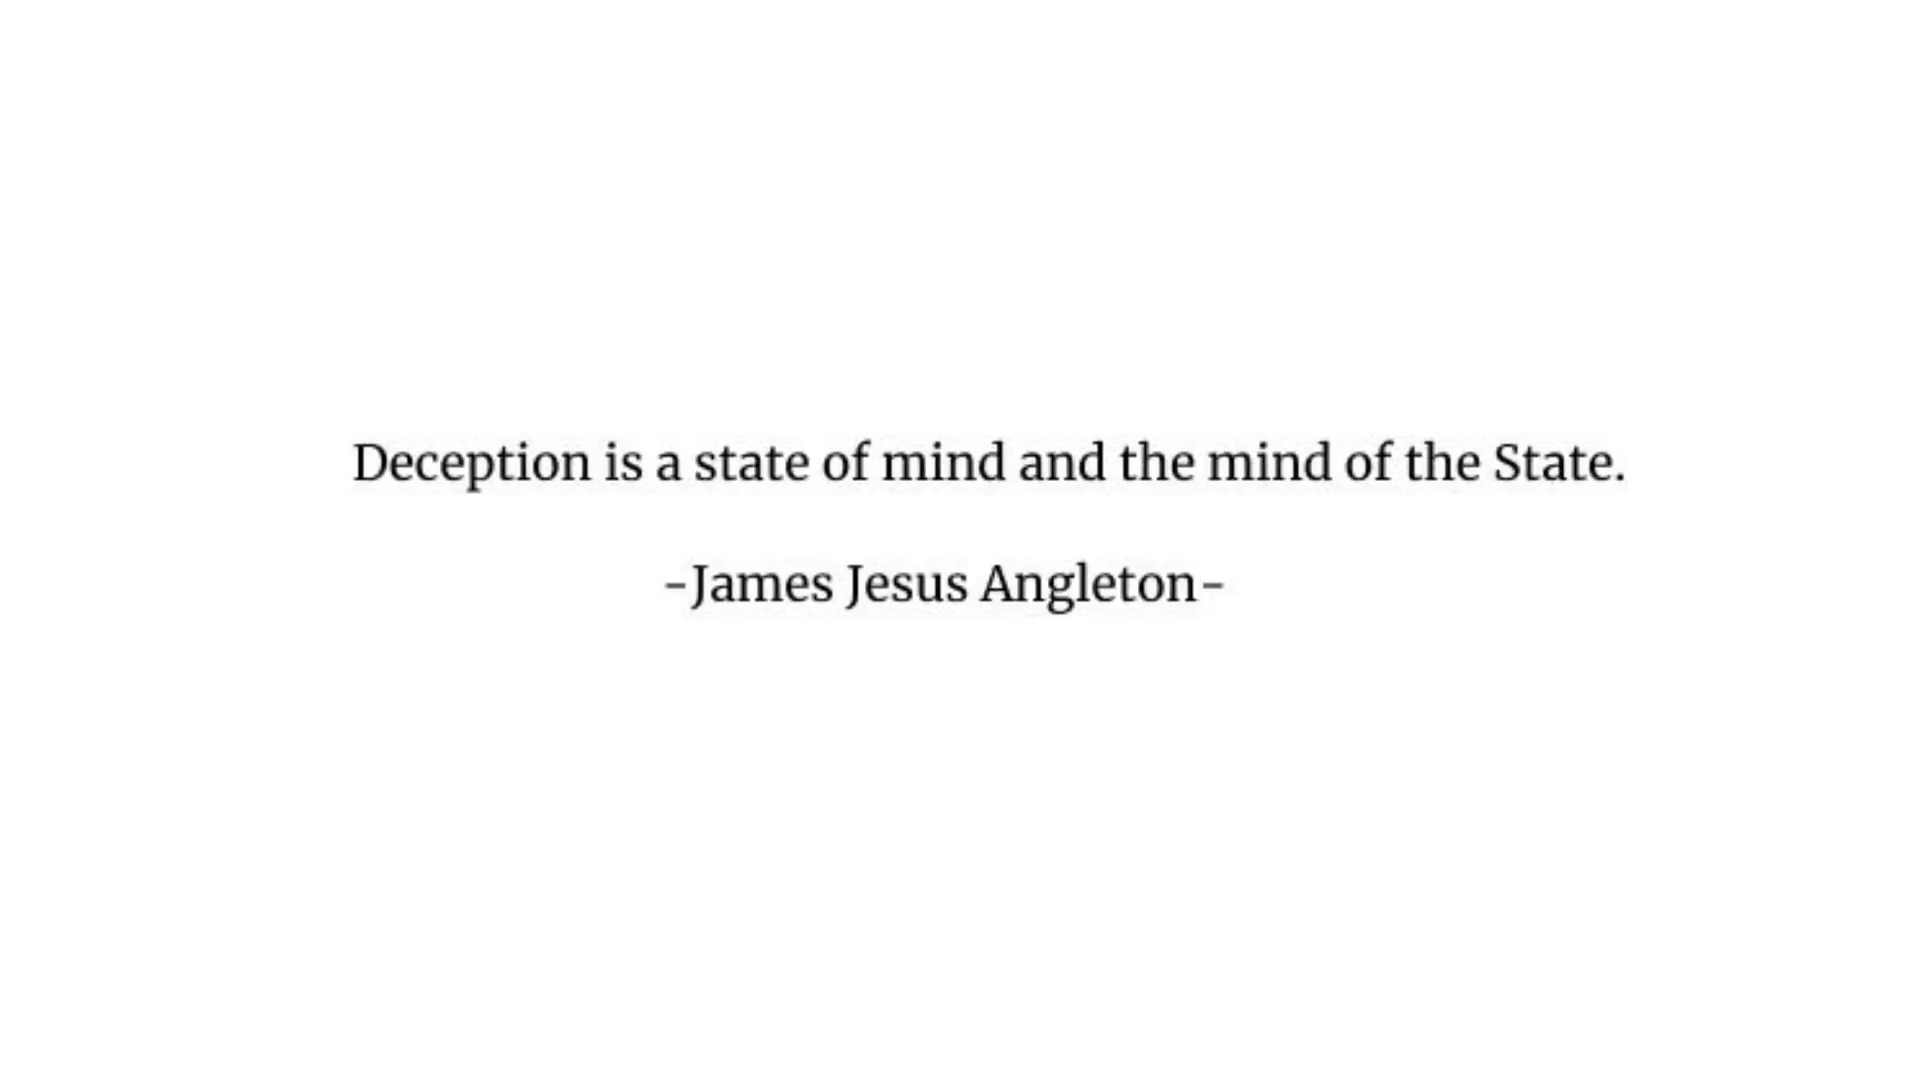 Deception is a state of mind and the mind of the State.
-James Jesus Angleton-